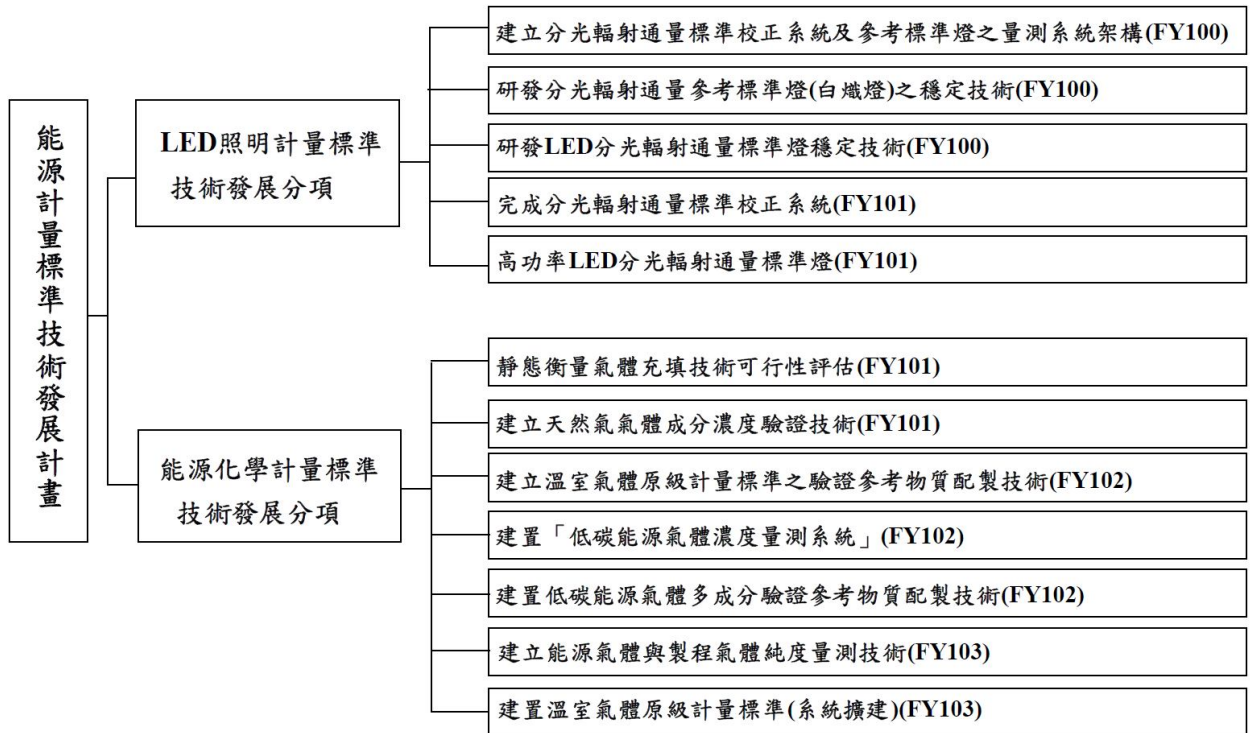 能源計量標準技術發展計畫
LED照明計量標準
技術發展分項
建立分光輻射通量標準校正系統及參考標準燈之量測系統架構(FY100)
研發分光輻射通量參考標準燈(白熾燈)之穩定技術(FY100)
研發LED分光輻射通量標準燈穩定技術(FY100)
完成分光輻射通量標準校正系統(FY101)
高功率LED分光輻射通量標準燈(FY101)
能源化學計量標準
技術發展分項
靜態衡量氣體充填技術可行性評估(FY101)
建立天然氣氣體成分濃度驗證技術(FY101)
建立溫室氣體原級計量標準之驗證參考物質配製技術(FY102)
建置「低碳能源氣體濃度量測系統」(FY102)
建置低碳能源氣體多成分驗證參考物質配製技術(FY102)
建立能源氣體與製程氣體純度量測技術(FY103)
建置溫室氣體原級計量標準(系統擴建)(FY103)